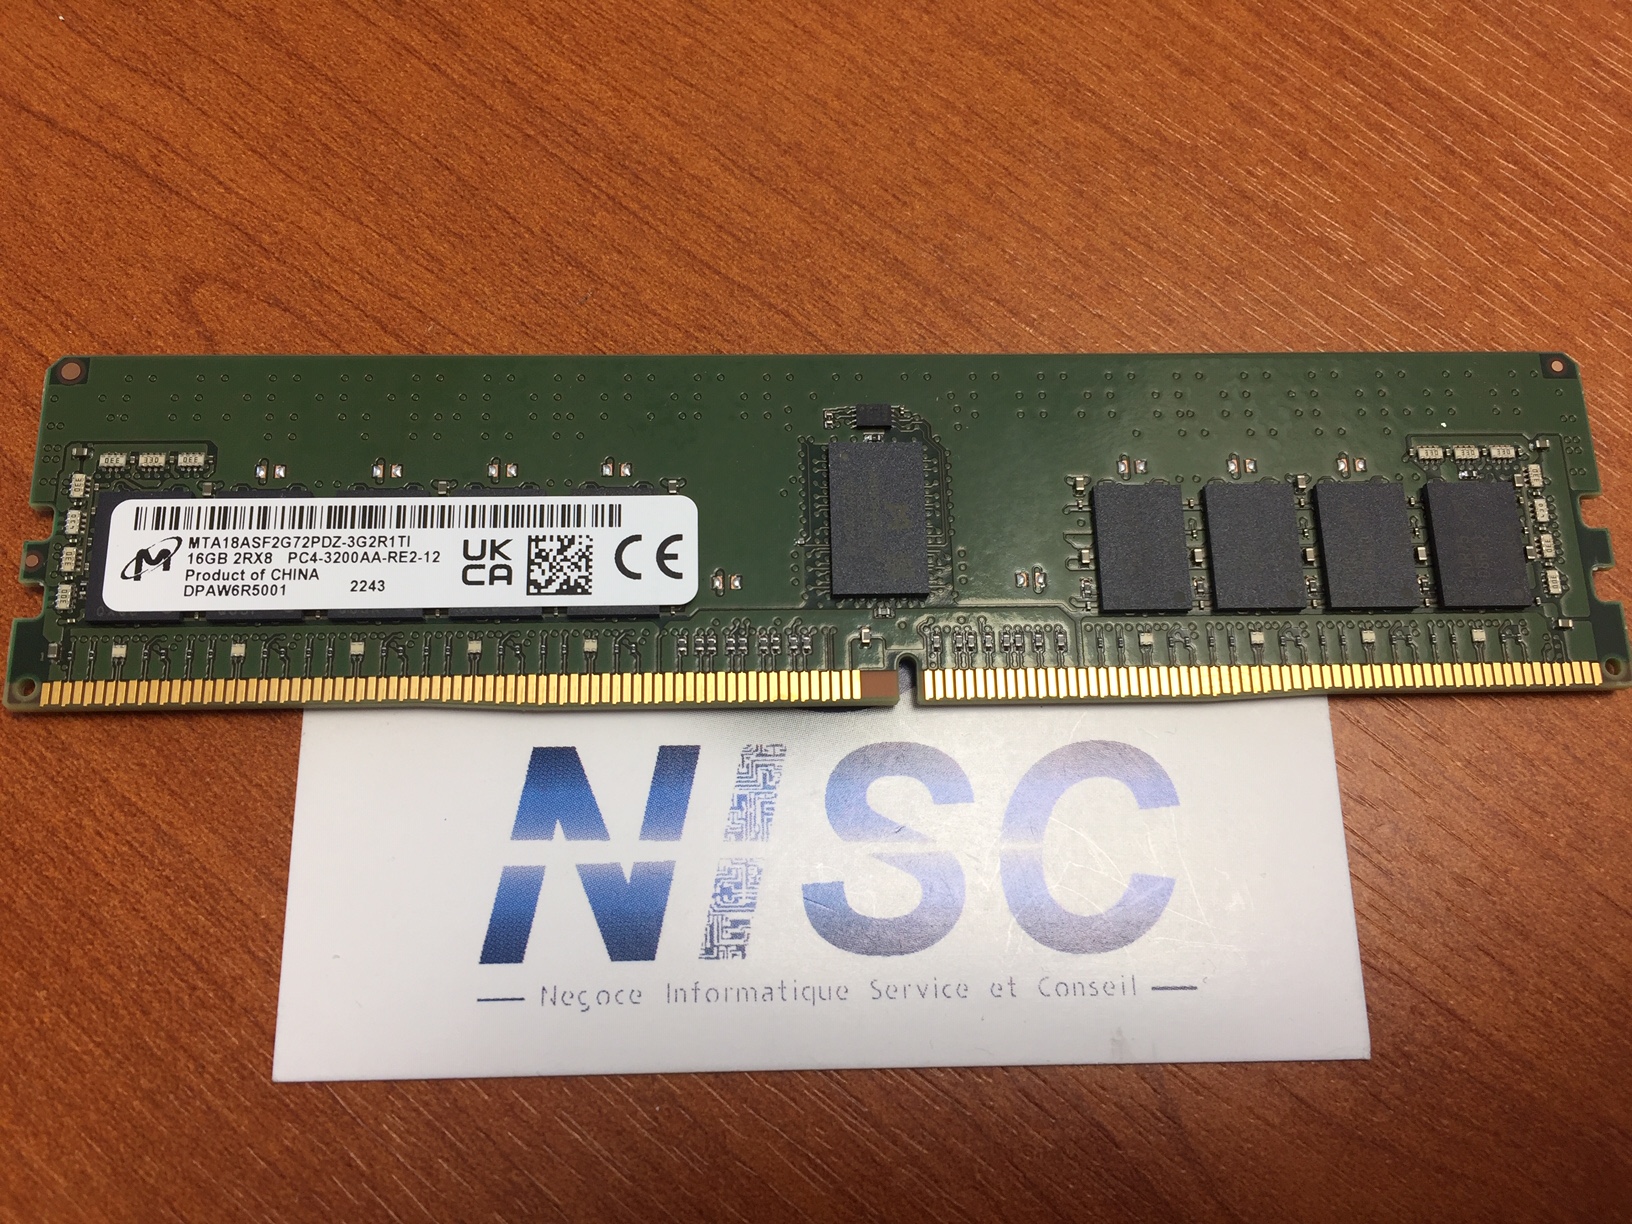 MTA18ASF2G72PDZ-3G2R1TI
16GB 2RX8 PC4-3200AA-RE2-12
Product of CHINA
DPAW6R5001 2243
UK
CA
CE
NISC
Negoce Informatique Service et Conseil